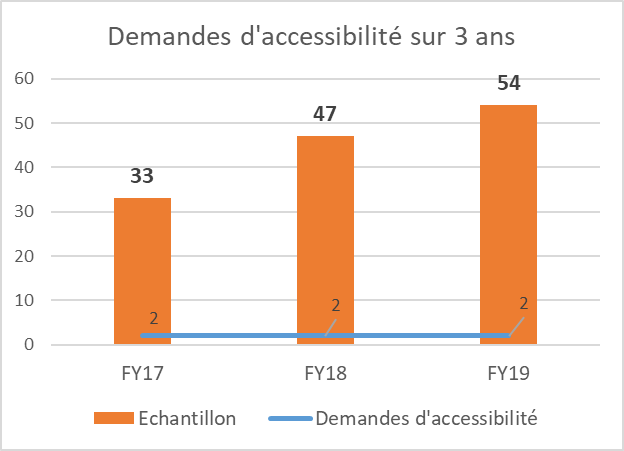 Demandes d'accessibilité sur 3 ans
60
50
40
30
20
10
0
33
47
54
2
2
2
FY17
FY18
FY19
Echantillon
Demandes d'accessibilité